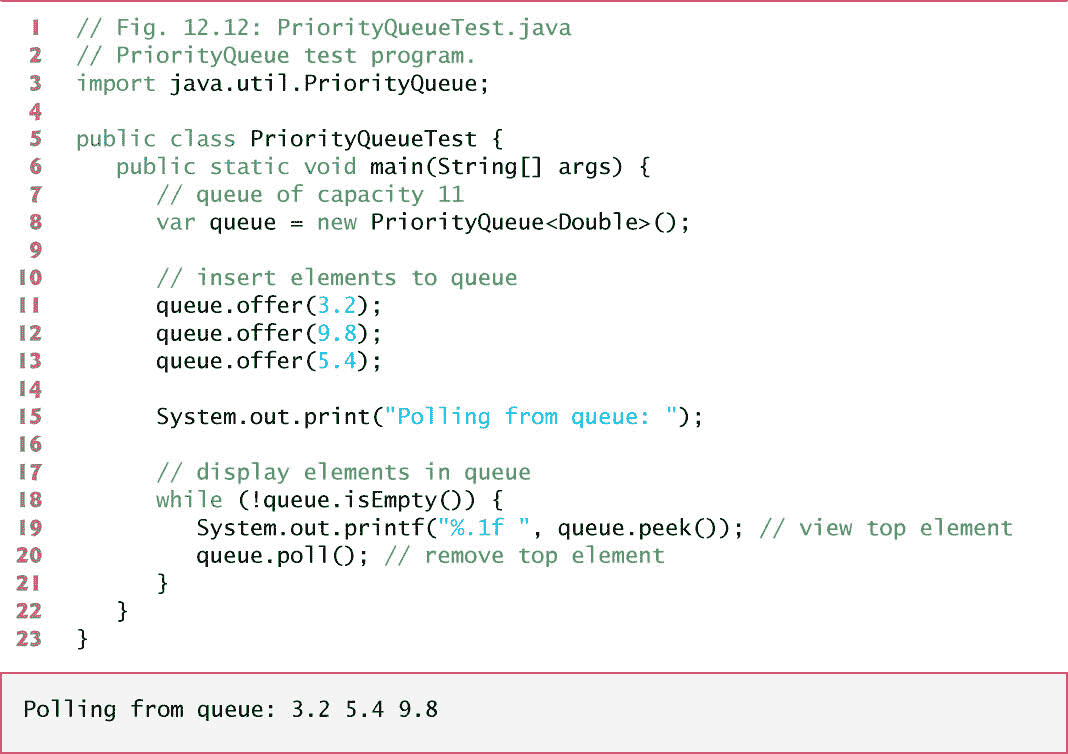 1 // Fig. 12.12: PriorityQueueTest.java
2 // PriorityQueue test program.
3 import java.util.PriorityQueue;
4
5 public class PriorityQueueTest {
6    public static void main(String[] args) {
7       // queue of capacity 11
8       var queue = new PriorityQueue<Double>();
9
10       // insert elements to queue
11       queue.offer(3.2);
12       queue.offer(9.8);
13       queue.offer(5.4);
14
15       System.out.print("Polling from queue: ");
16
17       // display elements in queue
18       while (!queue.isEmpty()) {
19          System.out.printf("%.1f ", queue.peek()); // view top element
20          queue.poll(); // remove top element
21       }
22    }
23 }
Polling from queue: 3.2 5.4 9.8